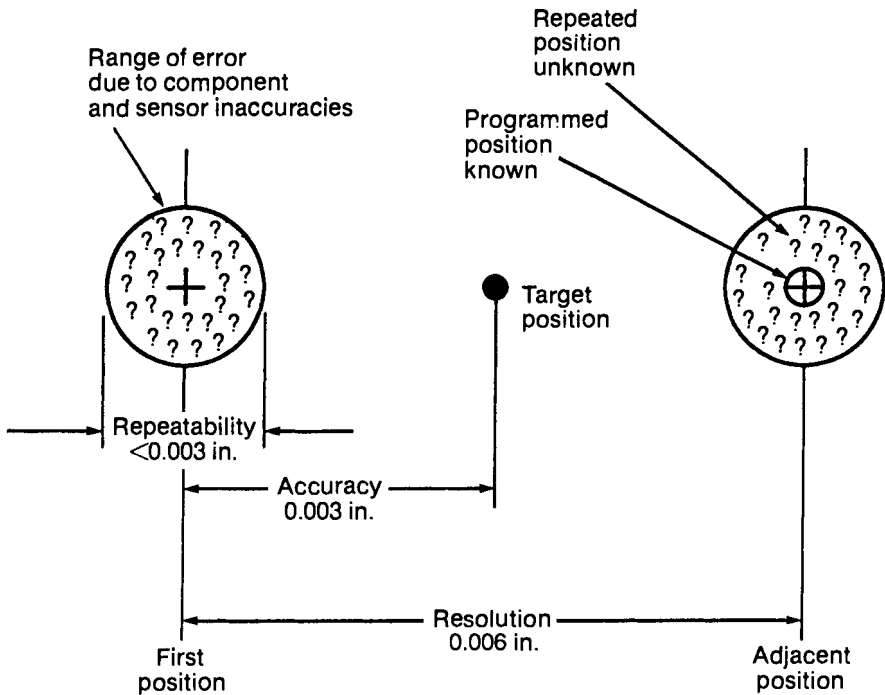 Repeated
position
unknown
Range of error
due to component
and sensor inaccuracies
Programmed
position
known
Target
position
Repeatability
<0.003 in.
Accuracy
0.003 in.
Resolution
0.006 in.
First
position
Adjacent
position